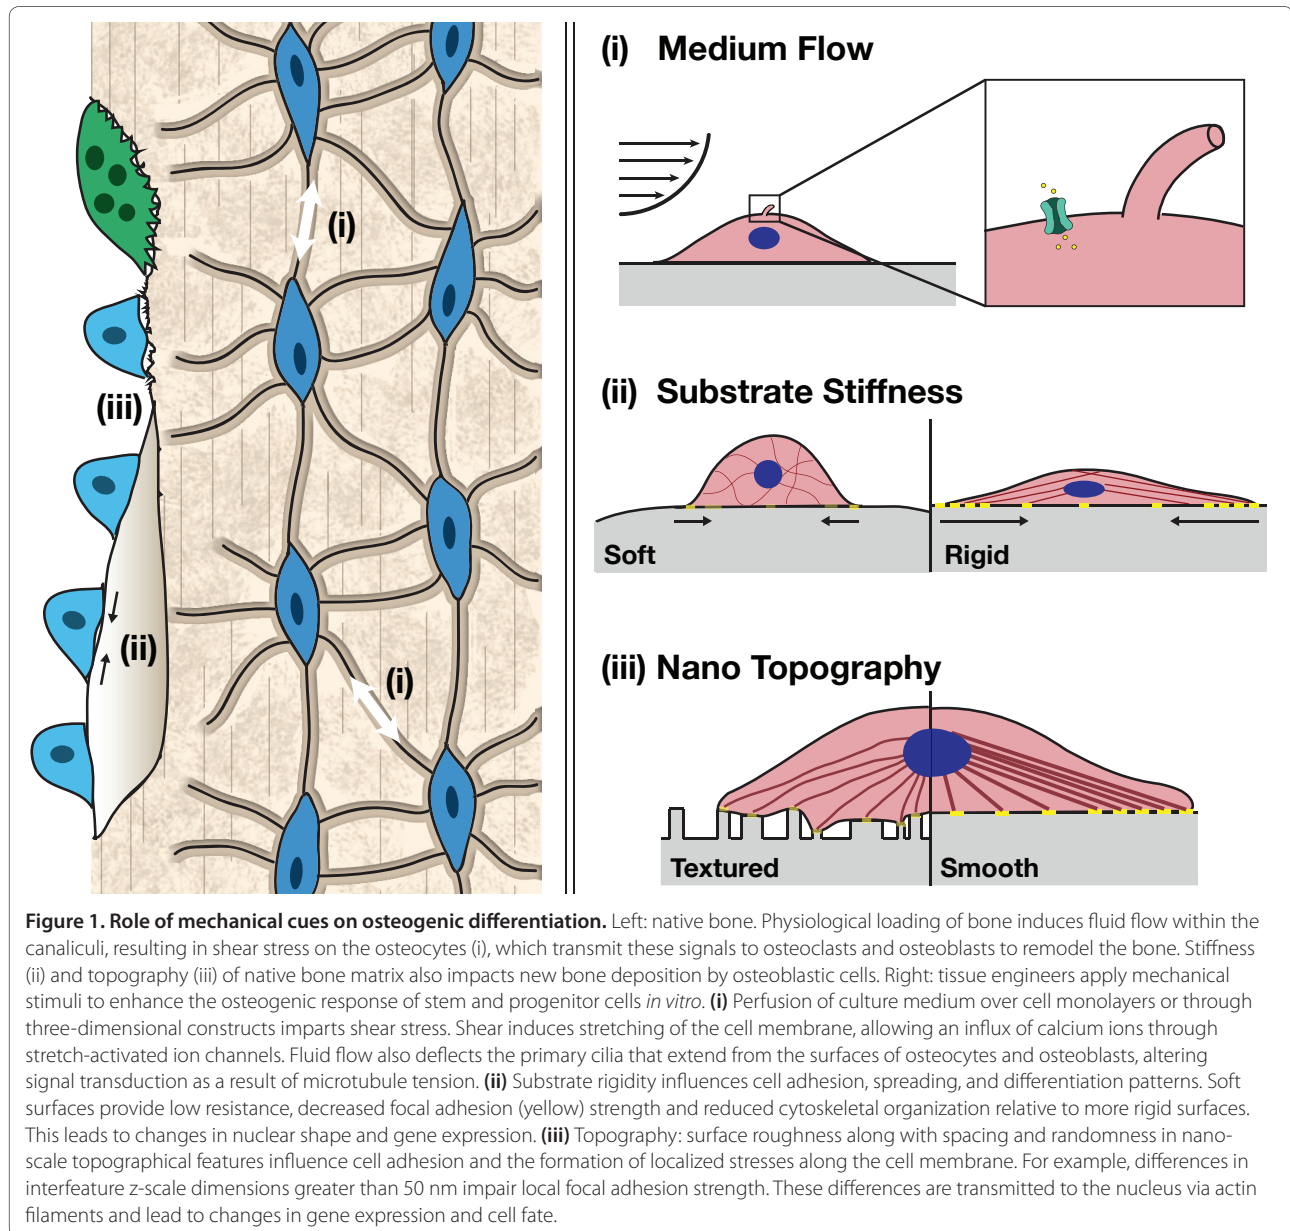 (i)
(iii)
(ii)
(i)
(i) Medium Flow
(ii) Substrate Stiffness
Soft
Rigid
(iii) Nano Topography
Textured
Smooth
Figure 1. Role of mechanical cues on osteogenic differentiation. Left: native bone. Physiological loading of bone induces fluid flow within the
canaliculi, resulting in shear stress on the osteocytes (i), which transmit these signals to osteoclasts and osteoblasts to remodel the bone. Stiffness
(ii) and topography (iii) of native bone matrix also impacts new bone deposition by osteoblastic cells. Right: tissue engineers apply mechanical
stimuli to enhance the osteogenic response of stem and progenitor cells in vitro. (i) Perfusion of culture medium over cell monolayers or through
three-dimensional constructs imparts shear stress. Shear induces stretching of the cell membrane, allowing an influx of calcium ions through
stretch-activated ion channels. Fluid flow also deflects the primary cilia that extend from the surfaces of osteocytes and osteoblasts, altering
signal transduction as a result of microtubule tension. (ii) Substrate rigidity influences cell adhesion, spreading, and differentiation patterns. Soft
surfaces provide low resistance, decreased focal adhesion (yellow) strength and reduced cytoskeletal organization relative to more rigid surfaces.
This leads to changes in nuclear shape and gene expression. (iii) Topography: surface roughness along with spacing and randomness in nano-
scale topographical features influence cell adhesion and the formation of localized stresses along the cell membrane. For example, differences in
interfeature z-scale dimensions greater than 50 nm impair local focal adhesion strength. These differences are transmitted to the nucleus via actin
filaments and lead to changes in gene expression and cell fate.